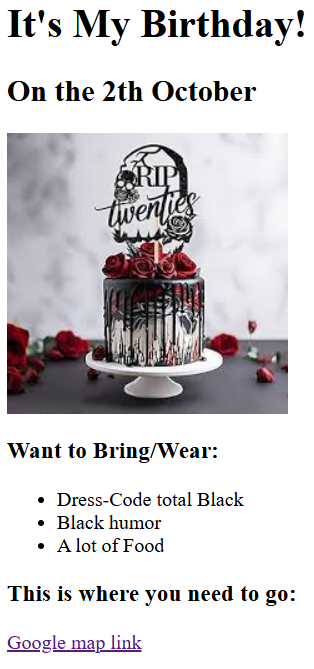 It's My Birthday!
On the 2th October
RIP
twenties
Want to Bring/Wear:
Dress-Code total Black
Black humor
A lot of Food
This is where you need to go:
Google map link